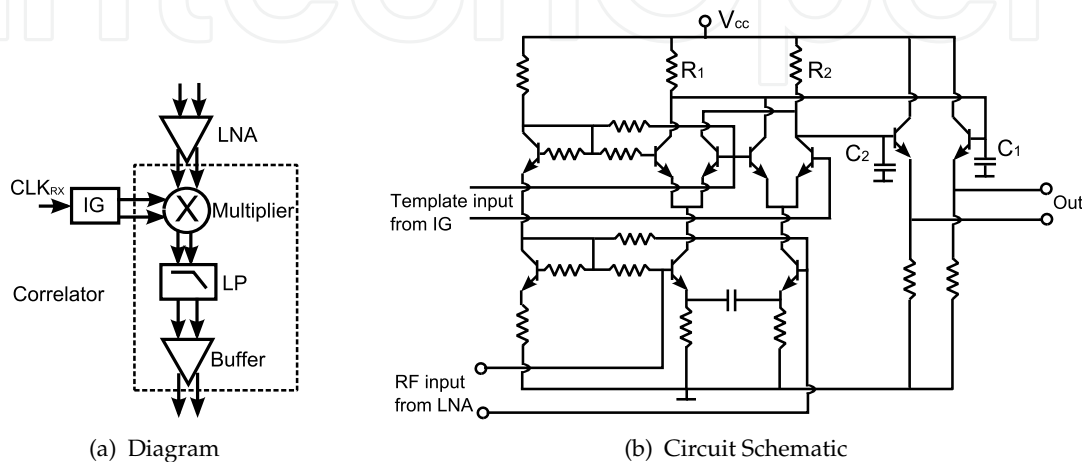 LNA
CLKRX
IG
X
Multiplier
LP
Correlator
Buffer
(a) Diagram
Vcc
R1
R2
C2
C1
Template input
from IG
Out
RF input
from LNA
(b) Circuit Schematic